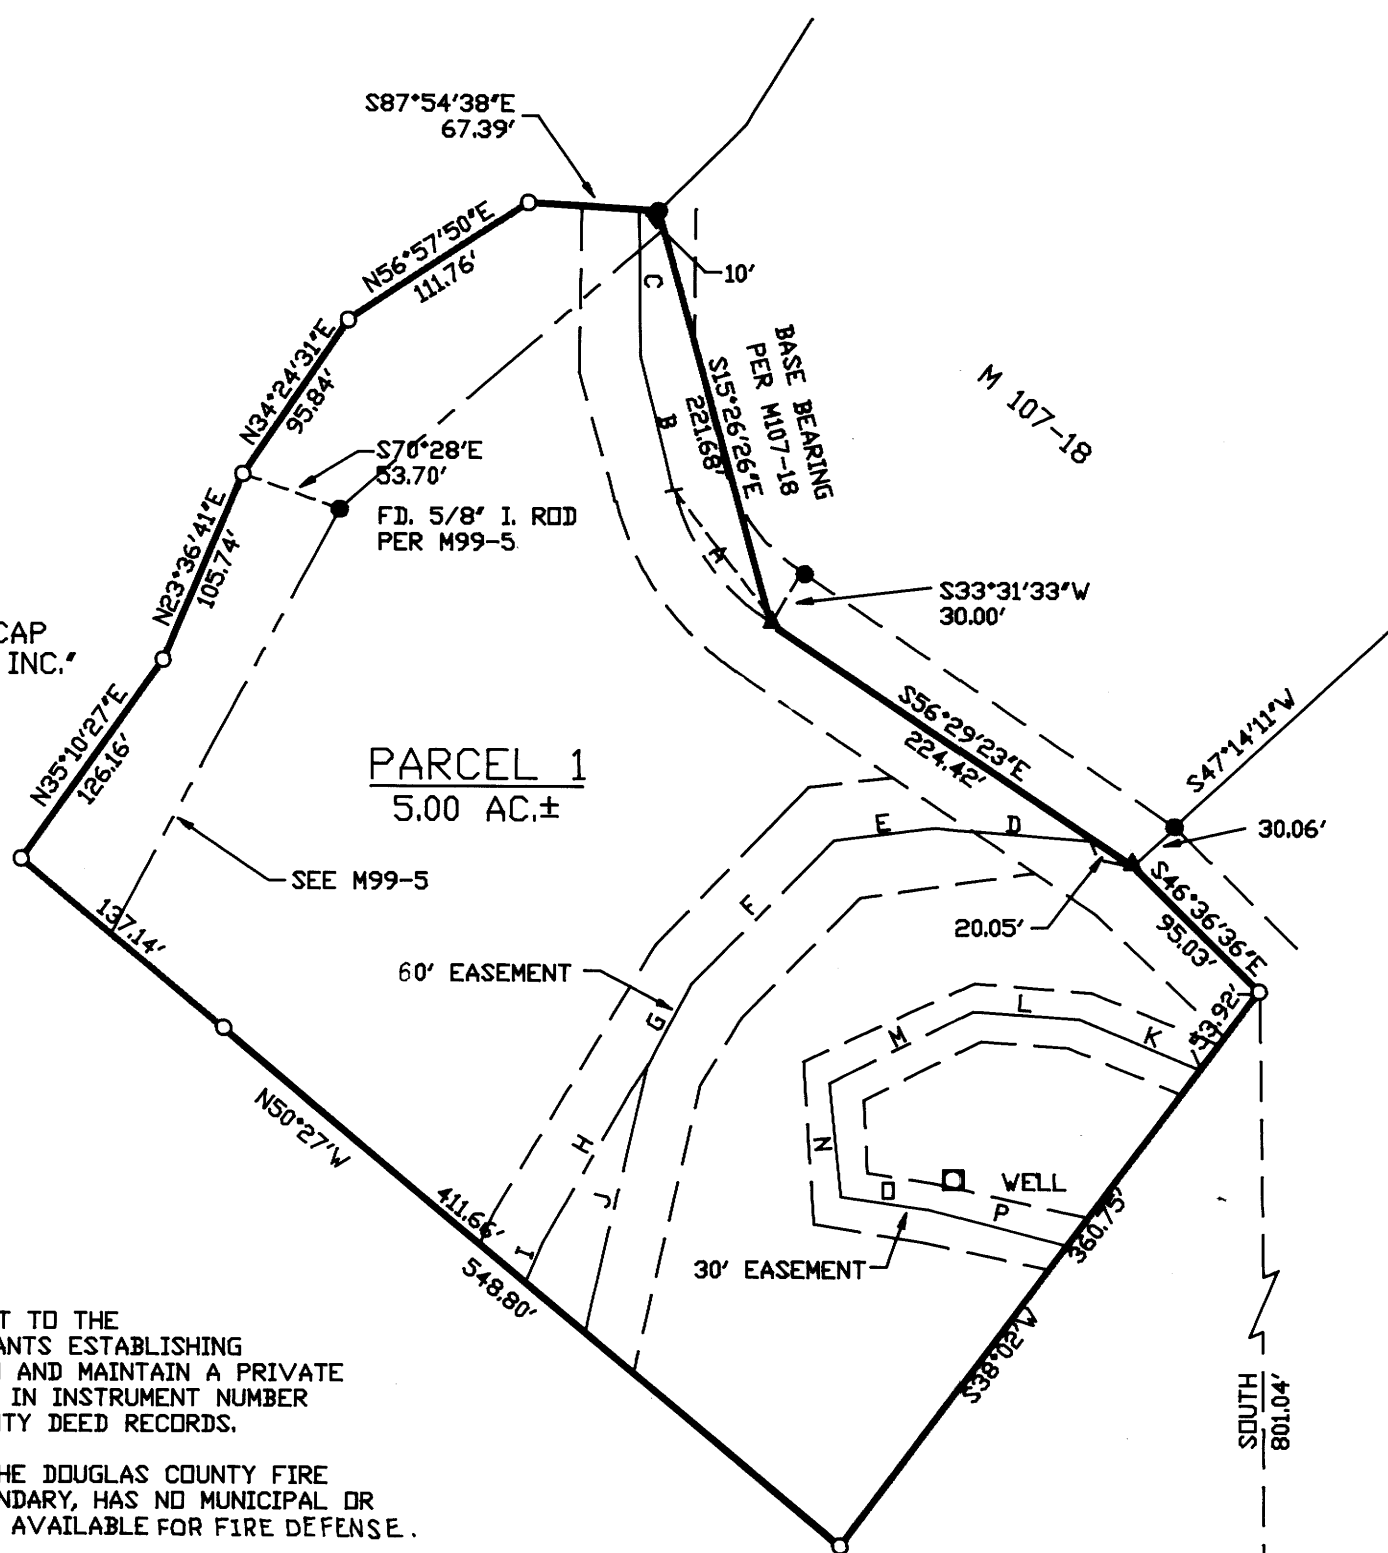 S87°54'38"E
67.39'
N56°57'50"E
111.76'
C
10'
BASE BEARING
PER M107-18
S15°26'26"E
221.68'
M 107-18
N34°24'31"E
95.84'
B
S70°28'E
53.70'
FD. 5/8" I. ROD
PER M99-5
A
N23°36'41"E
105.74'
S33°31'33"W
30.00'
CAP
INC."
N35°10'27"E
126.16'
S56°29'23"E
224.42'
S47°14'11"W
PARCEL 1
5.00 AC.±
E
D
30.06'
SEE M99-5
F
20.05'
S46°36'36"E
95.03'
137.14'
60' EASEMENT
G
53.92'
L
M
K
N50°27'W
H
N
J
O
WELL
P
411.66'
I
360.75'
548.80'
30' EASEMENT
S38°02'W
T TO THE
ANTS ESTABLISHING
AND MAINTAIN A PRIVATE
IN INSTRUMENT NUMBER
TY DEED RECORDS.
SOUTH
801.04'
HE DOUGLAS COUNTY FIRE
NDARY, HAS NO MUNICIPAL OR
AVAILABLE FOR FIRE DEFENSE.